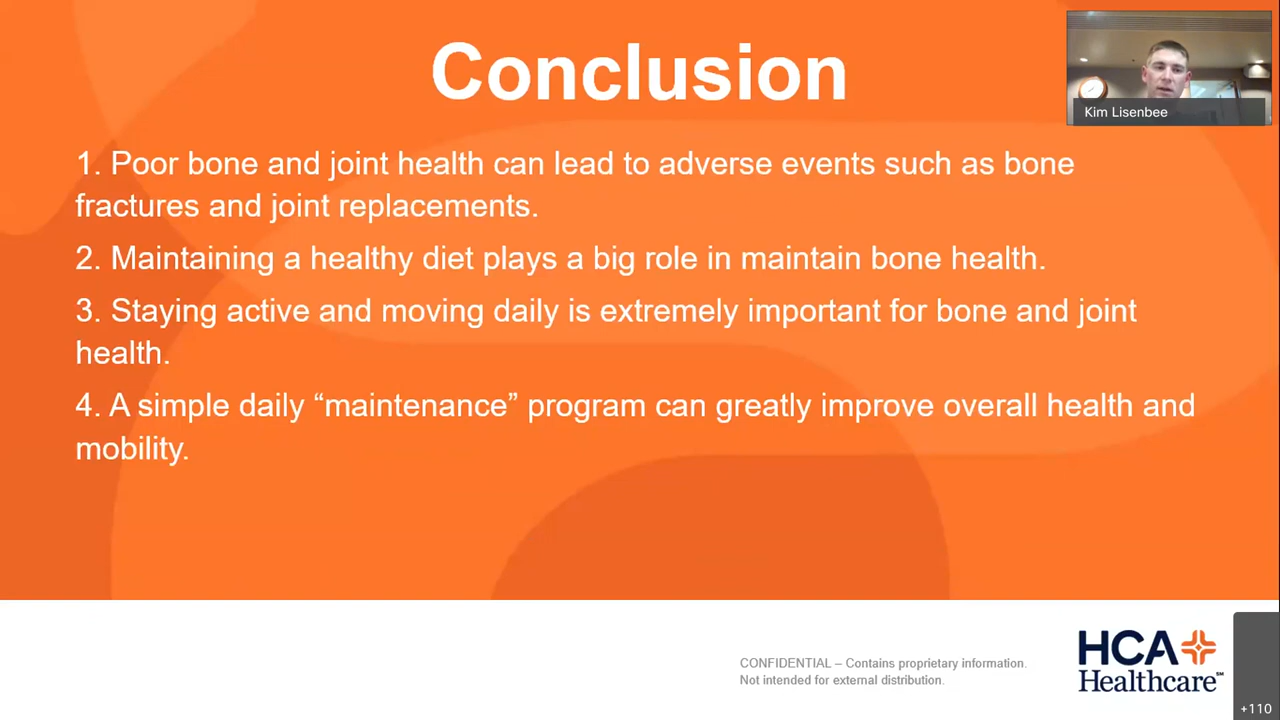 Conclusion
Kim Lisenbee
1. Poor bone and joint health can lead to adverse events such as bone
fractures and joint replacements.
2. Maintaining a healthy diet plays a big role in maintain bone health.
3. Staying active and moving daily is extremely important for bone and joint
health.
4. A simple daily “maintenance” program can greatly improve overall health and
mobility.
CONFIDENTIAL – Contains proprietary information.
Not intended for external distribution.
HCA
Healthcare℠
+110